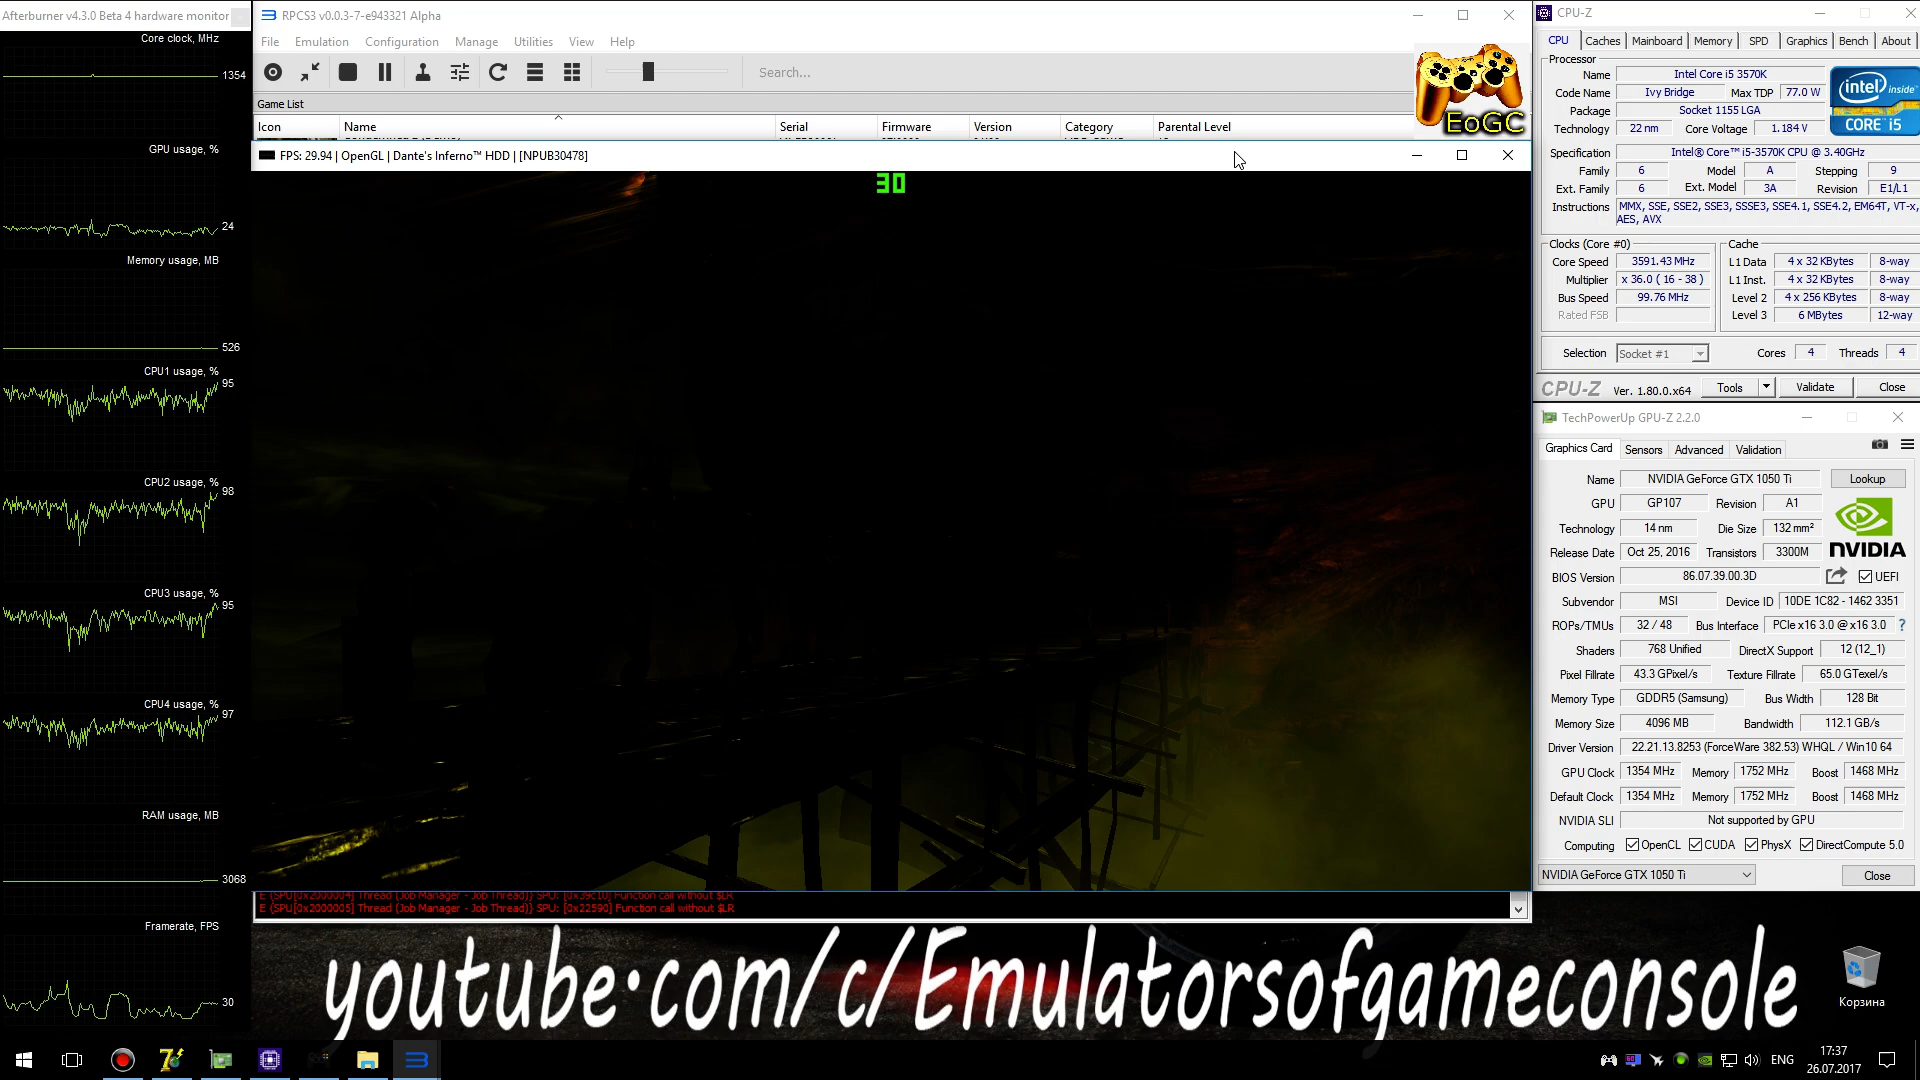 Afterburner v4.3.0 Beta 4 hardware monitor
Core clock, MHz
1354
GPU usage, %
24
Memory usage, MB
526
CPU1 usage, %
95
CPU2 usage, %
98
CPU3 usage, %
95
CPU4 usage, %
97
RAM usage, MB
3068
Framerate, FPS
30
RPCS3 v0.0.3-7-e943321 Alpha
File Emulation Configuration Manage Utilities View Help
Search...
Game List
Icon Name Serial Firmware Version Category Parental Level
EoGC
FPS: 29.94 | OpenGL | Dante's Inferno™ HDD | [NPUB30478]
30
E {SPU[0x2000004] Thread (Job Manager - Job Thread)} SPU: [0x39c10] Function call without $LR
E {SPU[0x2000005] Thread (Job Manager - Job Thread)} SPU: [0x22590] Function call without $LR
youtube.com/c/Emulatorsofgameconsole
CPU-Z
CPU Caches Mainboard Memory SPD Graphics Bench About
Processor
Name Intel Core i5 3570K
Code Name Ivy Bridge Max TDP 77.0 W
Package Socket 1155 LGA
Technology 22 nm Core Voltage 1.184 V
intel inside™
CORE™ i5
Specification Intel® Core™ i5-3570K CPU @ 3.40GHz
Family 6 Model A Stepping 9
Ext. Family 6 Ext. Model 3A Revision E1/L1
Instructions MMX, SSE, SSE2, SSE3, SSSE3, SSE4.1, SSE4.2, EM64T, VT-x,
AES, AVX
Clocks (Core #0)
Core Speed 3591.43 MHz
Multiplier x 36.0 ( 16 - 38 )
Bus Speed 99.76 MHz
Rated FSB
Cache
L1 Data 4 x 32 KBytes 8-way
L1 Inst. 4 x 32 KBytes 8-way
Level 2 4 x 256 KBytes 8-way
Level 3 6 MBytes 12-way
Selection Socket #1 Cores 4 Threads 4
CPU-Z Ver. 1.80.0.x64 Tools Validate Close
TechPowerUp GPU-Z 2.2.0
Graphics Card Sensors Advanced Validation
Name NVIDIA GeForce GTX 1050 Ti Lookup
GPU GP107 Revision A1
Technology 14 nm Die Size 132 mm²
Release Date Oct 25, 2016 Transistors 3300M
NVIDIA
BIOS Version 86.07.39.00.3D UEFI
Subvendor MSI Device ID 10DE 1C82 - 1462 3351
ROPs/TMUs 32 / 48 Bus Interface PCIe x16 3.0 @ x16 3.0 ?
Shaders 768 Unified DirectX Support 12 (12_1)
Pixel Fillrate 43.3 GPixel/s Texture Fillrate 65.0 GTexel/s
Memory Type GDDR5 (Samsung) Bus Width 128 Bit
Memory Size 4096 MB Bandwidth 112.1 GB/s
Driver Version 22.21.13.8253 (ForceWare 382.53) WHQL / Win10 64
GPU Clock 1354 MHz Memory 1752 MHz Boost 1468 MHz
Default Clock 1354 MHz Memory 1752 MHz Boost 1468 MHz
NVIDIA SLI Not supported by GPU
Computing OpenCL CUDA PhysX DirectCompute 5.0
NVIDIA GeForce GTX 1050 Ti Close
Корзина
ENG
17:37
26.07.2017